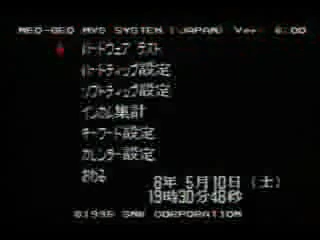 NEO-GEO MVS SYSTEM (JAPAN) Ver. 6.00
ハードウェア テスト
ハードディップ設定
ソフトディップ設定
インカム集計
キーワード設定
カレンダー設定
おわる
8年 5月10日 (土)
19時30分48秒
©1996 SNK CORPORATION